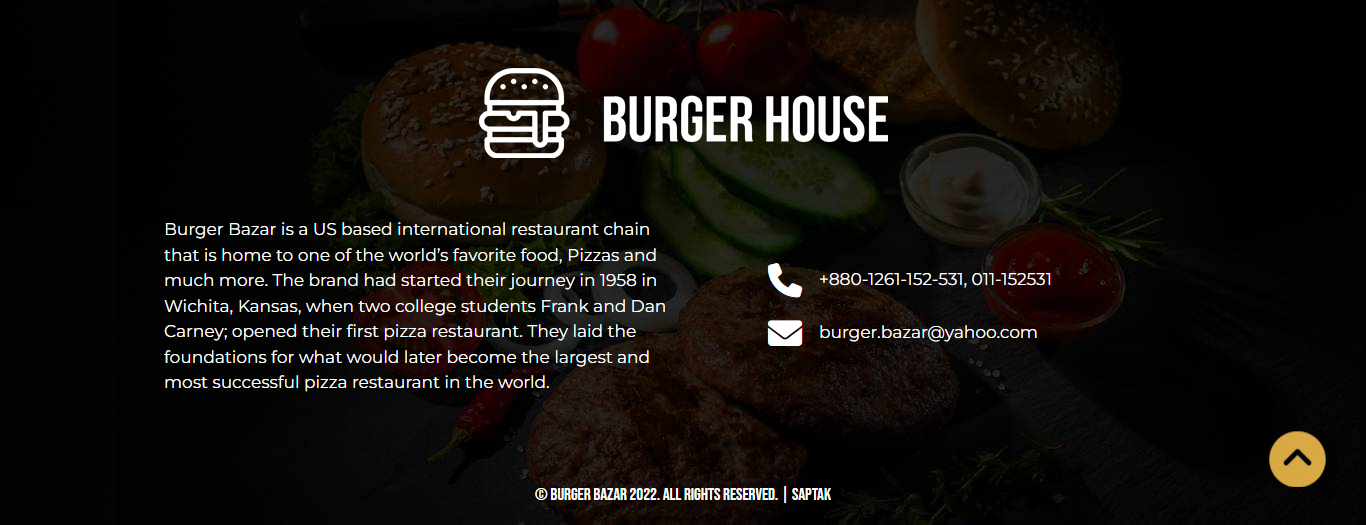 BURGER HOUSE
Burger Bazar is a US based international restaurant chain
that is home to one of the world’s favorite food, Pizzas and
much more. The brand had started their journey in 1958 in
Wichita, Kansas, when two college students Frank and Dan
Carney; opened their first pizza restaurant. They laid the
foundations for what would later become the largest and
most successful pizza restaurant in the world.
+880-1261-152-531, 011-152531
burger.bazar@yahoo.com
© BURGER BAZAR 2022. ALL RIGHTS RESERVED. | SAPTAK